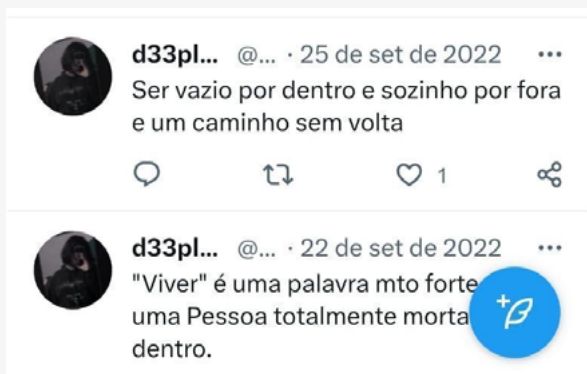 d33pl... @... · 25 de set de 2022
Ser vazio por dentro e sozinho por fora
e um caminho sem volta
1
d33pl... @... · 22 de set de 2022
"Viver" é uma palavra mto forte
uma Pessoa totalmente morta
dentro.